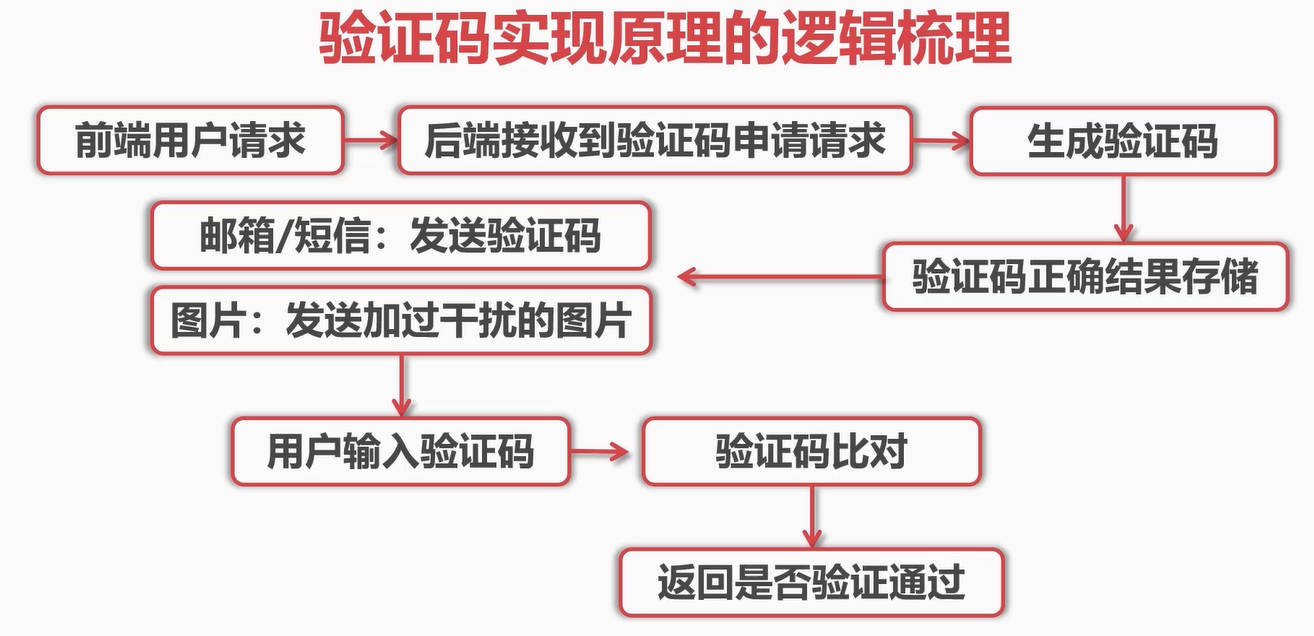 验证码实现原理的逻辑梳理
前端用户请求
后端接收到验证码申请请求
生成验证码
验证码正确结果存储
邮箱/短信：发送验证码
图片：发送加过干扰的图片
用户输入验证码
验证码比对
返回是否验证通过